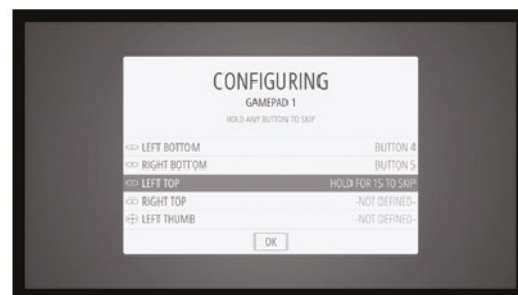 CONFIGURING
GAMEPAD 1
HOLD ANY BUTTON TO SKIP
LEFT BOTTOM BUTTON 4
RIGHT BOTTOM BUTTON 5
LEFT TOP HOLD FOR 1S TO SKIP
RIGHT TOP -NOT DEFINED-
LEFT THUMB -NOT DEFINED-
OK